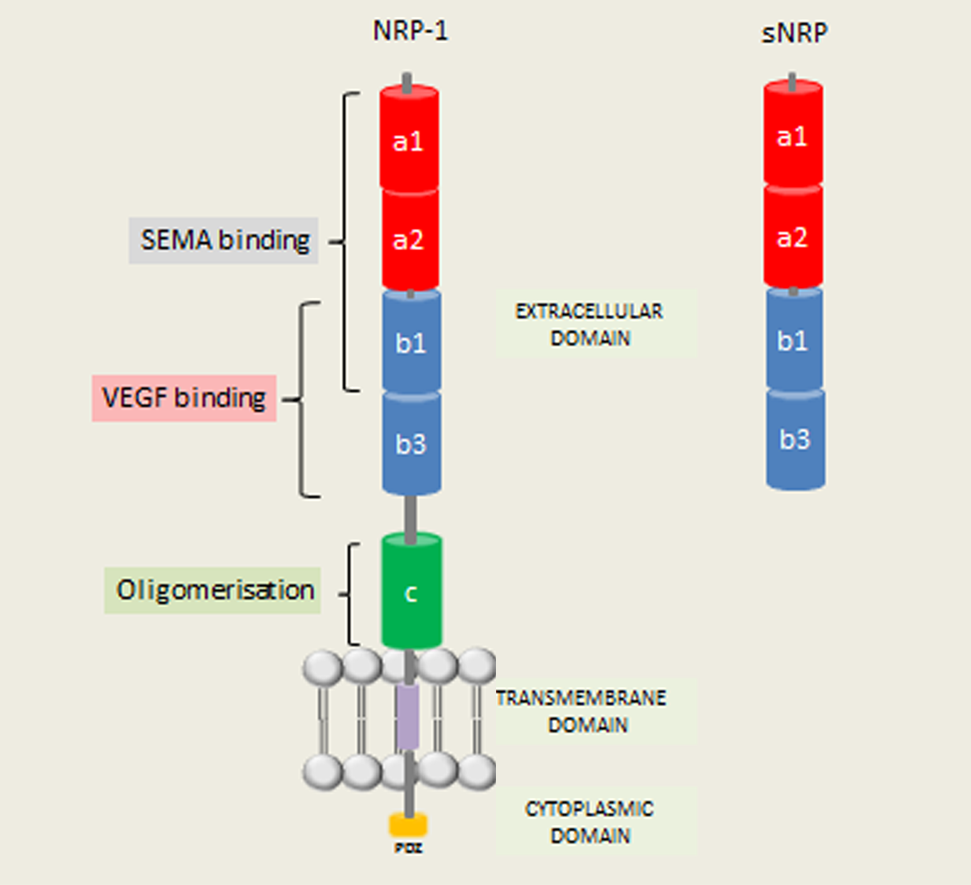 NRP-1
sNRP
a1
a1
a2
a2
SEMA binding
EXTRACELLULAR
DOMAIN
b1
b1
VEGF binding
b3
b3
Oligomerisation
c
TRANSMEMBRANE
DOMAIN
CYTOPLASMIC
DOMAIN
PDZ